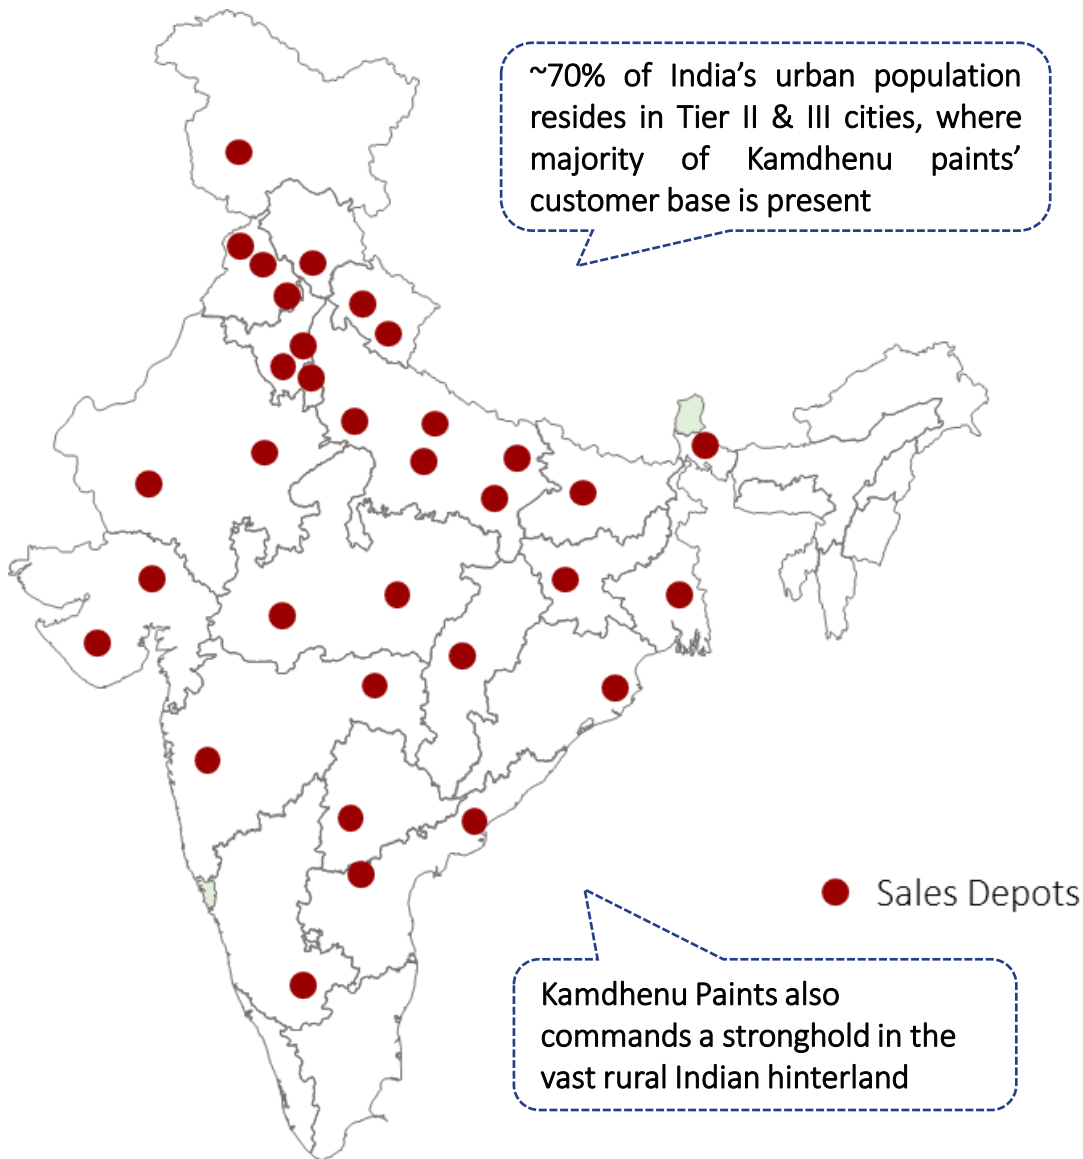 ~70% of India’s urban population
resides in Tier II & III cities, where
majority of Kamdhenu paints’
customer base is present
Sales Depots
Kamdhenu Paints also
commands a stronghold in the
vast rural Indian hinterland